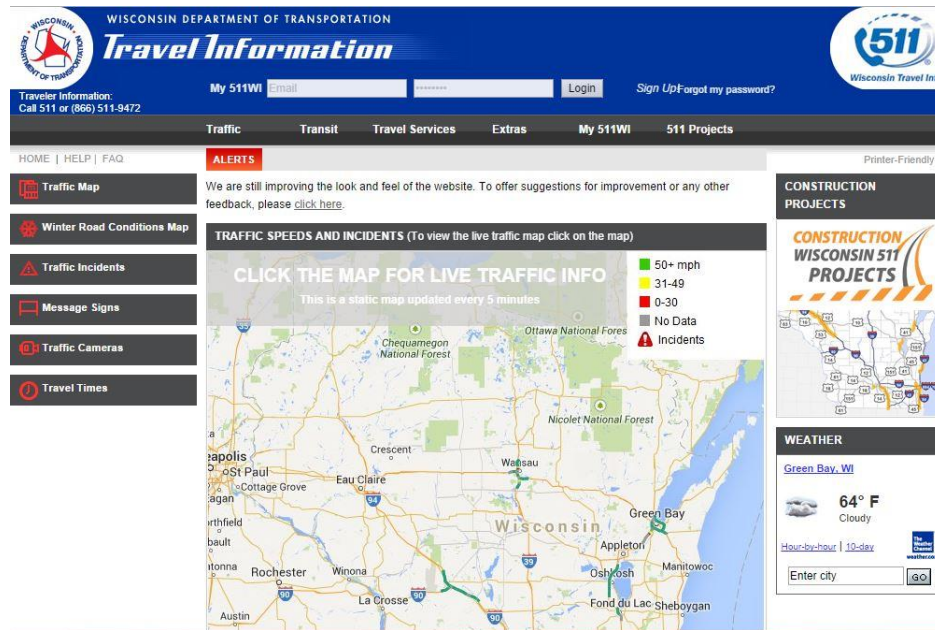 WISCONSIN DEPARTMENT OF TRANSPORTATION
Travel Information
WISCONSIN
DEPARTMENT OF TRANSPORTATION
511
Wisconsin Travel In
Traveler Information:
Call 511 or (866) 511-9472
My 511WI
Email
Login
Sign Up
Forgot my password?
Traffic
Transit
Travel Services
Extras
My 511WI
511 Projects
HOME | HELP | FAQ
ALERTS
Printer-Friendly
Traffic Map
Winter Road Conditions Map
Traffic Incidents
Message Signs
Traffic Cameras
Travel Times
We are still improving the look and feel of the website. To offer suggestions for improvement or any other
feedback, please click here.
TRAFFIC SPEEDS AND INCIDENTS (To view the live traffic map click on the map)
CLICK THE MAP FOR LIVE TRAFFIC INFO
This is a static map updated every 5 minutes
50+ mph
31-49
0-30
No Data
Incidents
35
Chequamegon
National Forest
Ottawa National Fores
Nicolet National Forest
a
eapolis
St Paul
Cottage Grove
agan
rthfield
bault
atonna
Rochester
Austin
90
Crescent
Eau Claire
94
Winona
La Crosse
90
Wausau
Wisconsin
39
90
Green Bay
Appleton
Oshkosh
Manitowoc
Fond du Lac
Sheboygan
CONSTRUCTION
PROJECTS
CONSTRUCTION
WISCONSIN 511
PROJECTS
WEATHER
Green Bay, WI
64° F
Cloudy
Hour-by-hour | 10-day
The
Weather
Channel
weather.co
Enter city
GO